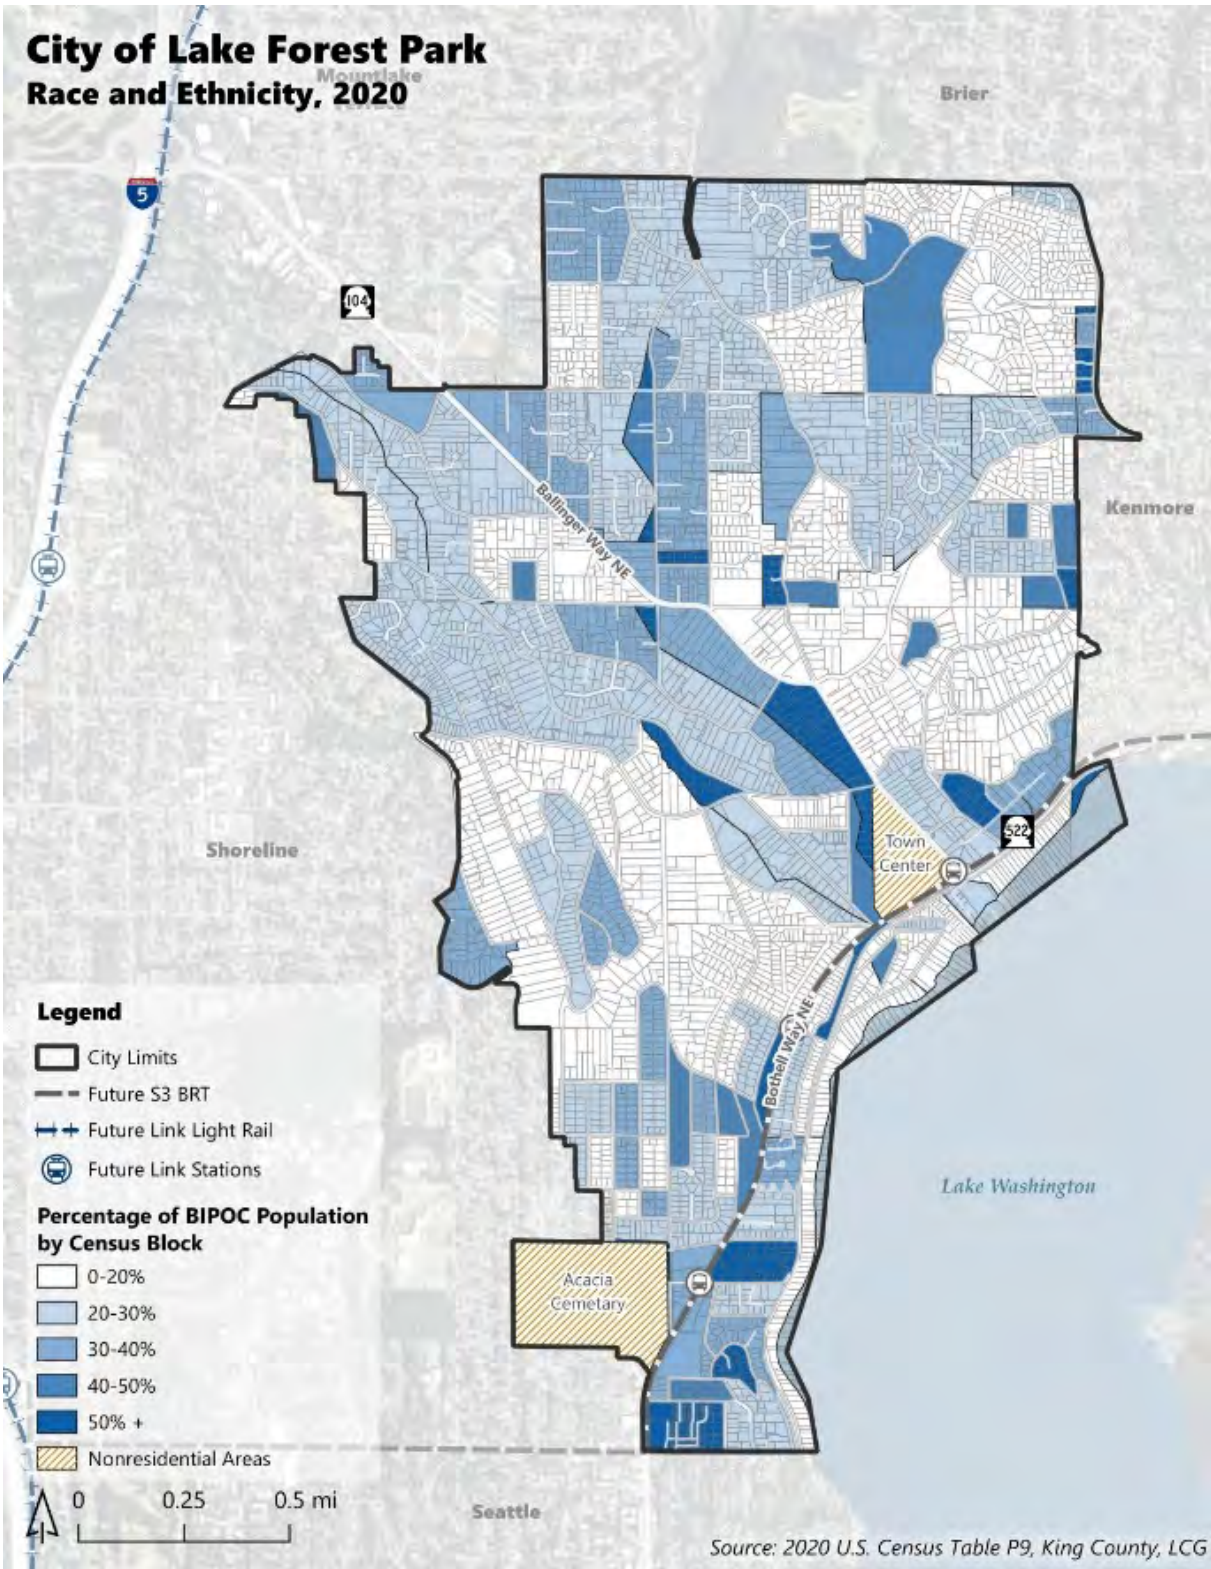 City of Lake Forest Park
Race and Ethnicity, 2020
Mountlake
Brier
5
104
Kenmore
Ballinger Way NE
Shoreline
Town
Center
522
Bothell Way NE
Lake Washington
Acacia
Cemetary
Seattle
Legend
City Limits
Future S3 BRT
Future Link Light Rail
Future Link Stations
Percentage of BIPOC Population
by Census Block
0-20%
20-30%
30-40%
40-50%
50% +
Nonresidential Areas
0 0.25 0.5 mi
Source: 2020 U.S. Census Table P9, King County, LCG